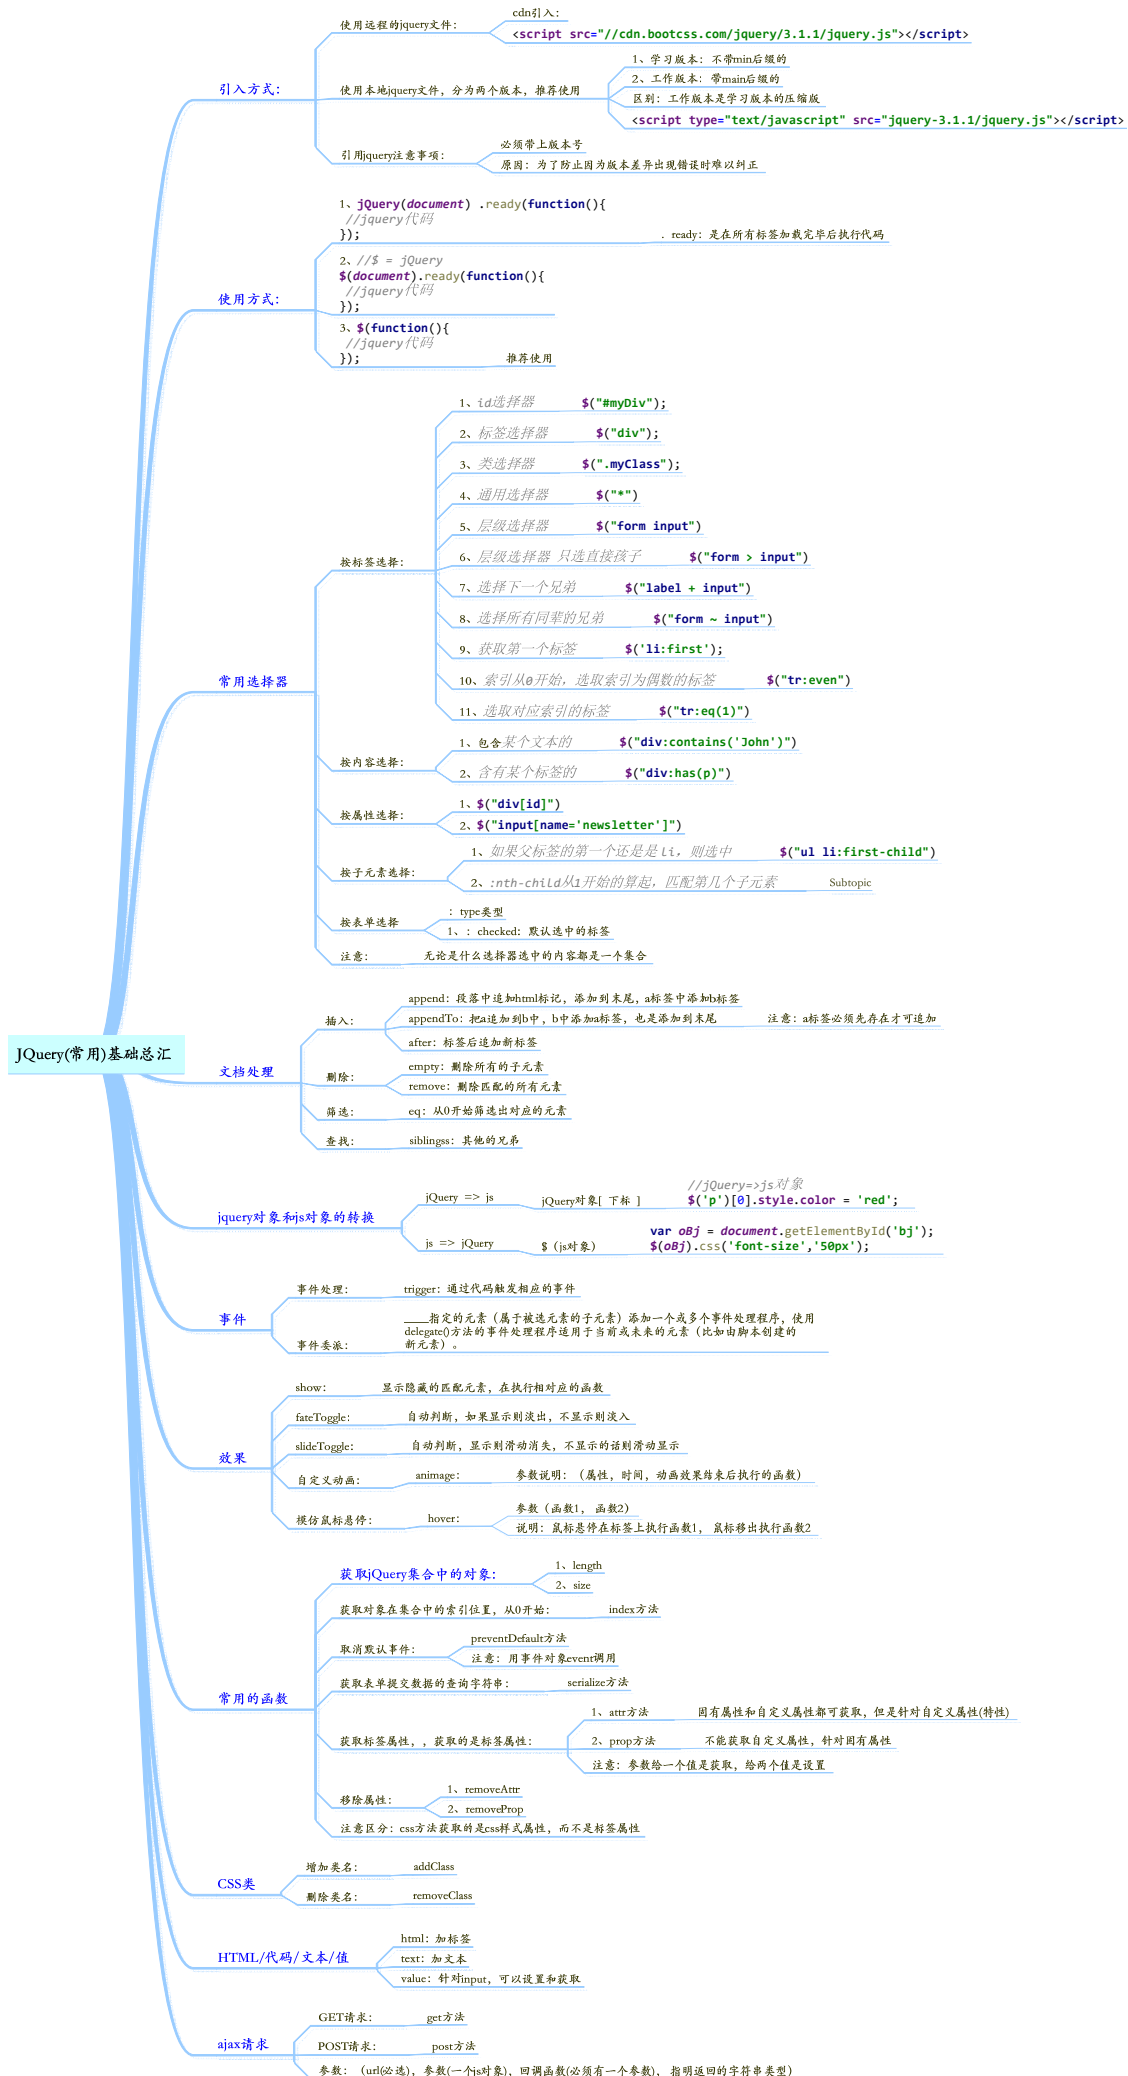 JQuery(常用)基础总汇
引入方式：
使用远程的jquery文件：
cdn引入：
<script src="//cdn.bootcss.com/jquery/3.1.1/jquery.js"></script>
使用本地jquery文件，分为两个版本，推荐使用
1、学习版本：不带min后缀的
2、工作版本：带main后缀的
区别：工作版本是学习版本的压缩版
<script type="text/javascript" src="jquery-3.1.1/jquery.js"></script>
引用jquery注意事项：
必须带上版本号
原因：为了防止因为版本差异出现错误时难以纠正
使用方式：
1、jQuery(document) .ready(function(){
//jquery代码
});
. ready：是在所有标签加载完毕后执行代码
2、//$ = jQuery
$(document).ready(function(){
//jquery代码
});
3、$(function(){
//jquery代码
});
推荐使用
常用选择器
按标签选择：
1、id选择器 $("#myDiv");
2、标签选择器 $("div");
3、类选择器 $(".myClass");
4、通用选择器 $("*")
5、层级选择器 $("form input")
6、层级选择器 只选直接孩子 $("form > input")
7、选择下一个兄弟 $("label + input")
8、选择所有同辈的兄弟 $("form ~ input")
9、获取第一个标签 $('li:first');
10、索引从0开始，选取索引为偶数的标签 $("tr:even")
11、选取对应索引的标签 $("tr:eq(1)")
按内容选择：
1、包含某个文本的 $("div:contains('John')")
2、含有某个标签的 $("div:has(p)")
按属性选择：
1、$("div[id]")
2、$("input[name='newsletter']")
按子元素选择：
1、如果父标签的第一个还是是 li，则选中 $("ul li:first-child")
2、:nth-child从1开始的算起，匹配第几个子元素 Subtopic
按表单选择
：type类型
1、：checked：默认选中的标签
注意： 无论是什么选择器选中的内容都是一个集合
文档处理
插入：
append：段落中追加html标记，添加到末尾，a标签中添加b标签
appendTo：把a追加到b中，b中添加a标签，也是添加到末尾 注意：a标签必须先存在才可追加
after：标签后追加新标签
删除：
empty：删除所有的子元素
remove：删除匹配的所有元素
筛选： eq：从0开始筛选出对应的元素
查找： siblingss：其他的兄弟
jquery对象和js对象的转换
jQuery => js
jQuery对象[ 下标 ]
//jQuery=>js对象
$('p')[0].style.color = 'red';
js => jQuery
$（js对象）
var oBj = document.getElementById('bj');
$(oBj).css('font-size','50px');
事件
事件处理： trigger：通过代码触发相应的事件
事件委派：
____指定的元素（属于被选元素的子元素）添加一个或多个事件处理程序，使用
delegate()方法的事件处理程序适用于当前或未来的元素（比如由脚本创建的
新元素）。
效果
show： 显示隐藏的匹配元素，在执行相对应的函数
fateToggle： 自动判断，如果显示则淡出，不显示则淡入
slideToggle： 自动判断，显示则滑动消失，不显示的话则滑动显示
自定义动画： animage： 参数说明：（属性，时间，动画效果结束后执行的函数）
模仿鼠标悬停： hover：
参数（函数1，函数2）
说明：鼠标悬停在标签上执行函数1，鼠标移出执行函数2
常用的函数
获取jQuery集合中的对象：
1、length
2、size
获取对象在集合中的索引位置，从0开始： index方法
取消默认事件：
preventDefault方法
注意：用事件对象event调用
获取表单提交数据的查询字符串： serialize方法
获取标签属性，，获取的是标签属性：
1、attr方法 固有属性和自定义属性都可获取，但是针对自定义属性(特性)
2、prop方法 不能获取自定义属性，针对固有属性
注意：参数给一个值是获取，给两个值是设置
移除属性：
1、removeAttr
2、removeProp
注意区分：css方法获取的是css样式属性，而不是标签属性
CSS类
增加类名： addClass
删除类名： removeClass
HTML/代码/文本/值
html：加标签
text：加文本
value：针对input，可以设置和获取
ajax请求
GET请求： get方法
POST请求： post方法
参数：（url(必选)，参数(一个js对象)、回调函数(必须有一个参数)、指明返回的字符串类型）